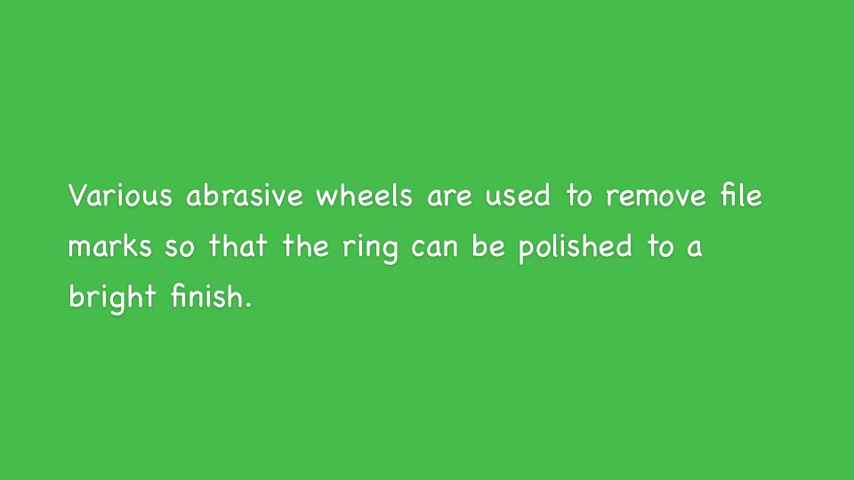 Various abrasive wheels are used to remove file
marks so that the ring can be polished to a
bright finish.